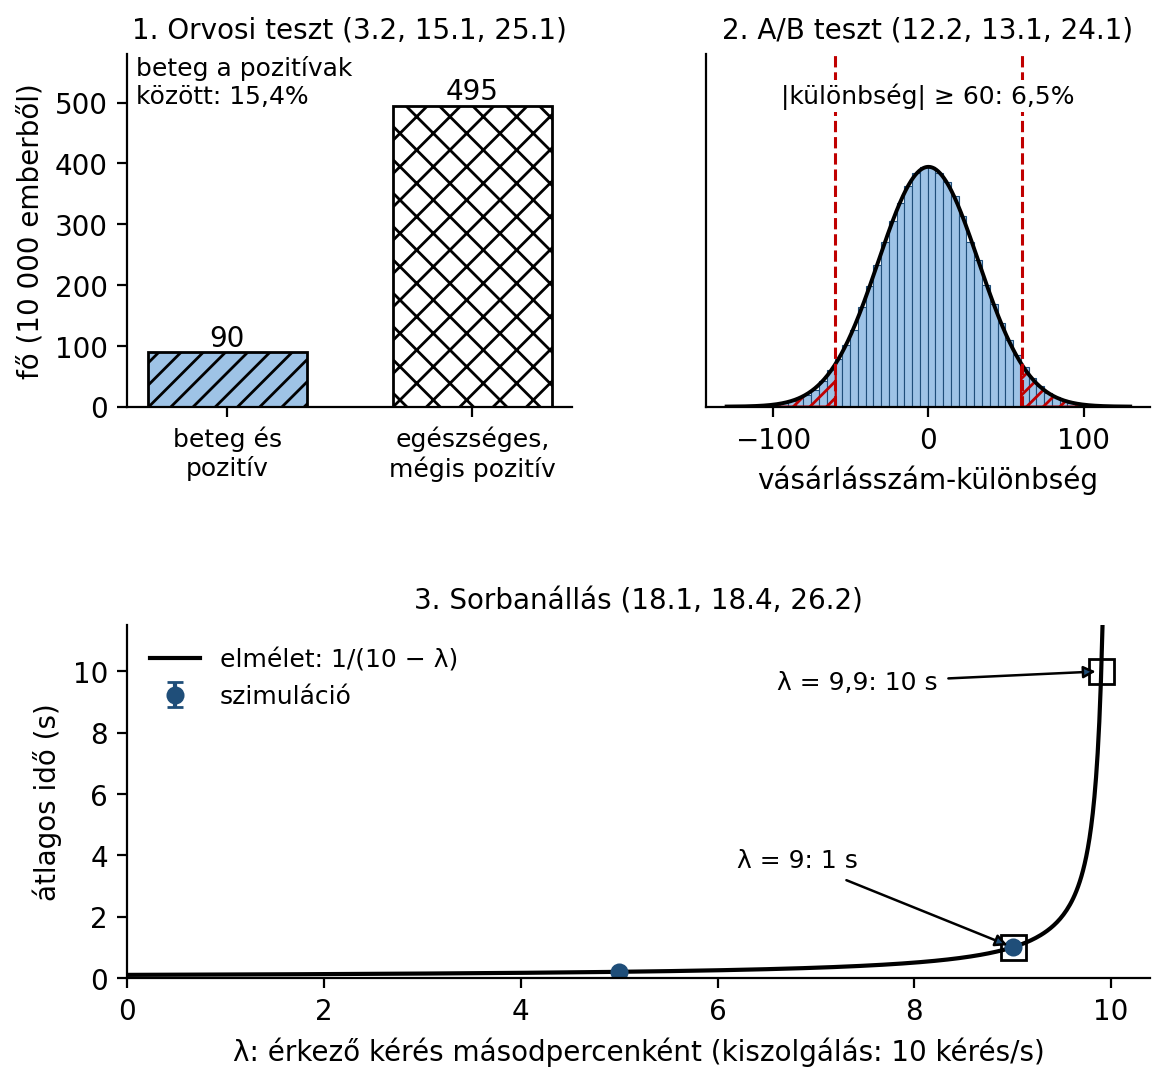 1. Orvosi teszt (3.2, 15.1, 25.1)
fő (10 000 emberből)
500
400
300
200
100
0
beteg a pozitívak
között: 15,4%
90
495
beteg és
pozitív
egészséges,
mégis pozitív
2. A/B teszt (12.2, 13.1, 24.1)
|különbség| ≥ 60: 6,5%
−100
0
100
vásárlásszám-különbség
3. Sorbanállás (18.1, 18.4, 26.2)
átlagos idő (s)
10
8
6
4
2
0
elmélet: 1/(10 − λ)
szimuláció
λ = 9,9: 10 s
λ = 9: 1 s
0
2
4
6
8
10
λ: érkező kérés másodpercenként (kiszolgálás: 10 kérés/s)